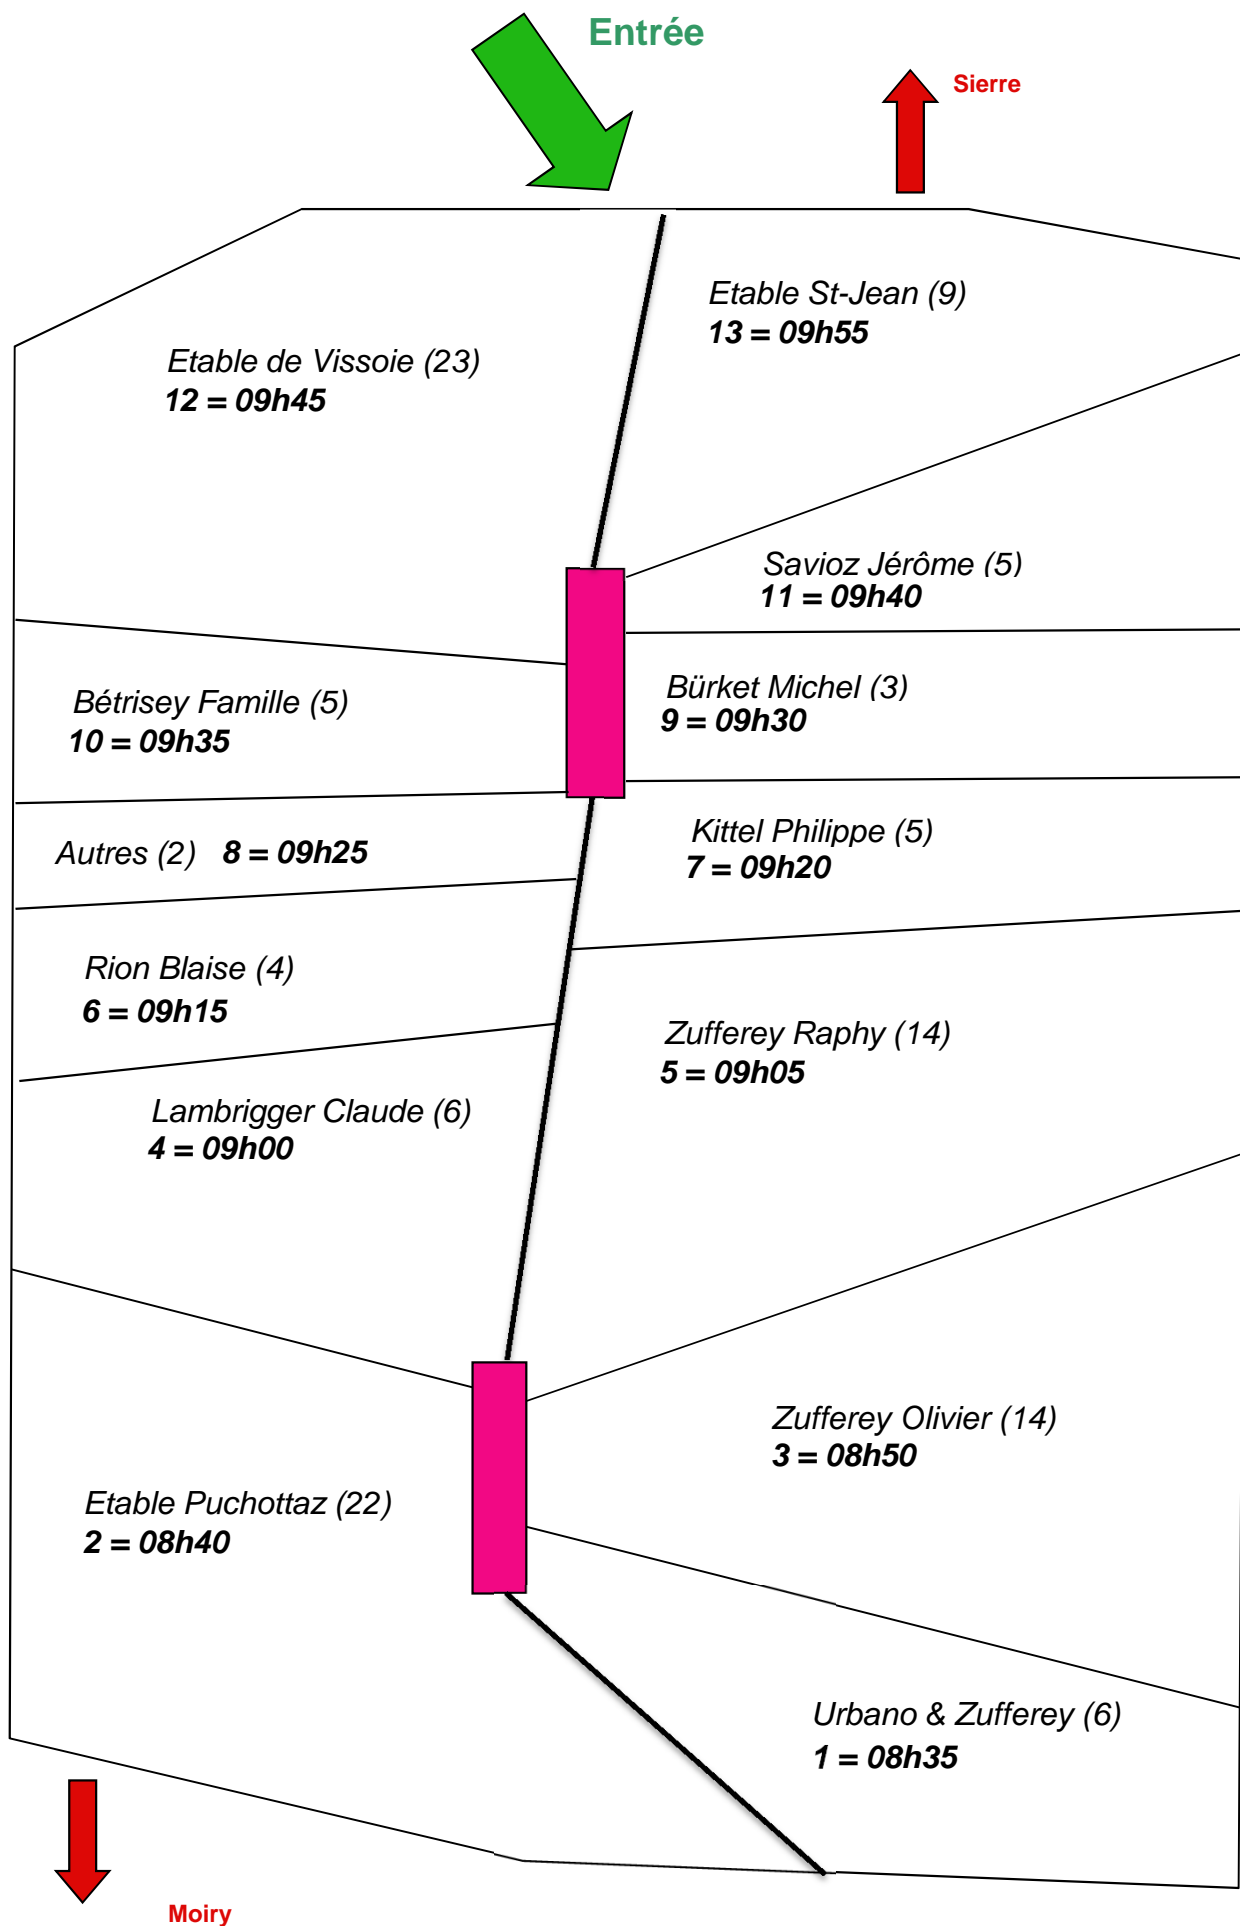 Entrée
Sierre
Etable St-Jean (9)
13 = 09h55
Etable de Vissoie (23)
12 = 09h45
Savioz Jérôme (5)
11 = 09h40
Bétrisey Famille (5)
10 = 09h35
Bürket Michel (3)
9 = 09h30
Autres (2) 8 = 09h25
Kittel Philippe (5)
7 = 09h20
Rion Blaise (4)
6 = 09h15
Zufferey Raphy (14)
5 = 09h05
Lambrigger Claude (6)
4 = 09h00
Zufferey Olivier (14)
3 = 08h50
Etable Puchottaz (22)
2 = 08h40
Urbano & Zufferey (6)
1 = 08h35
Moiry